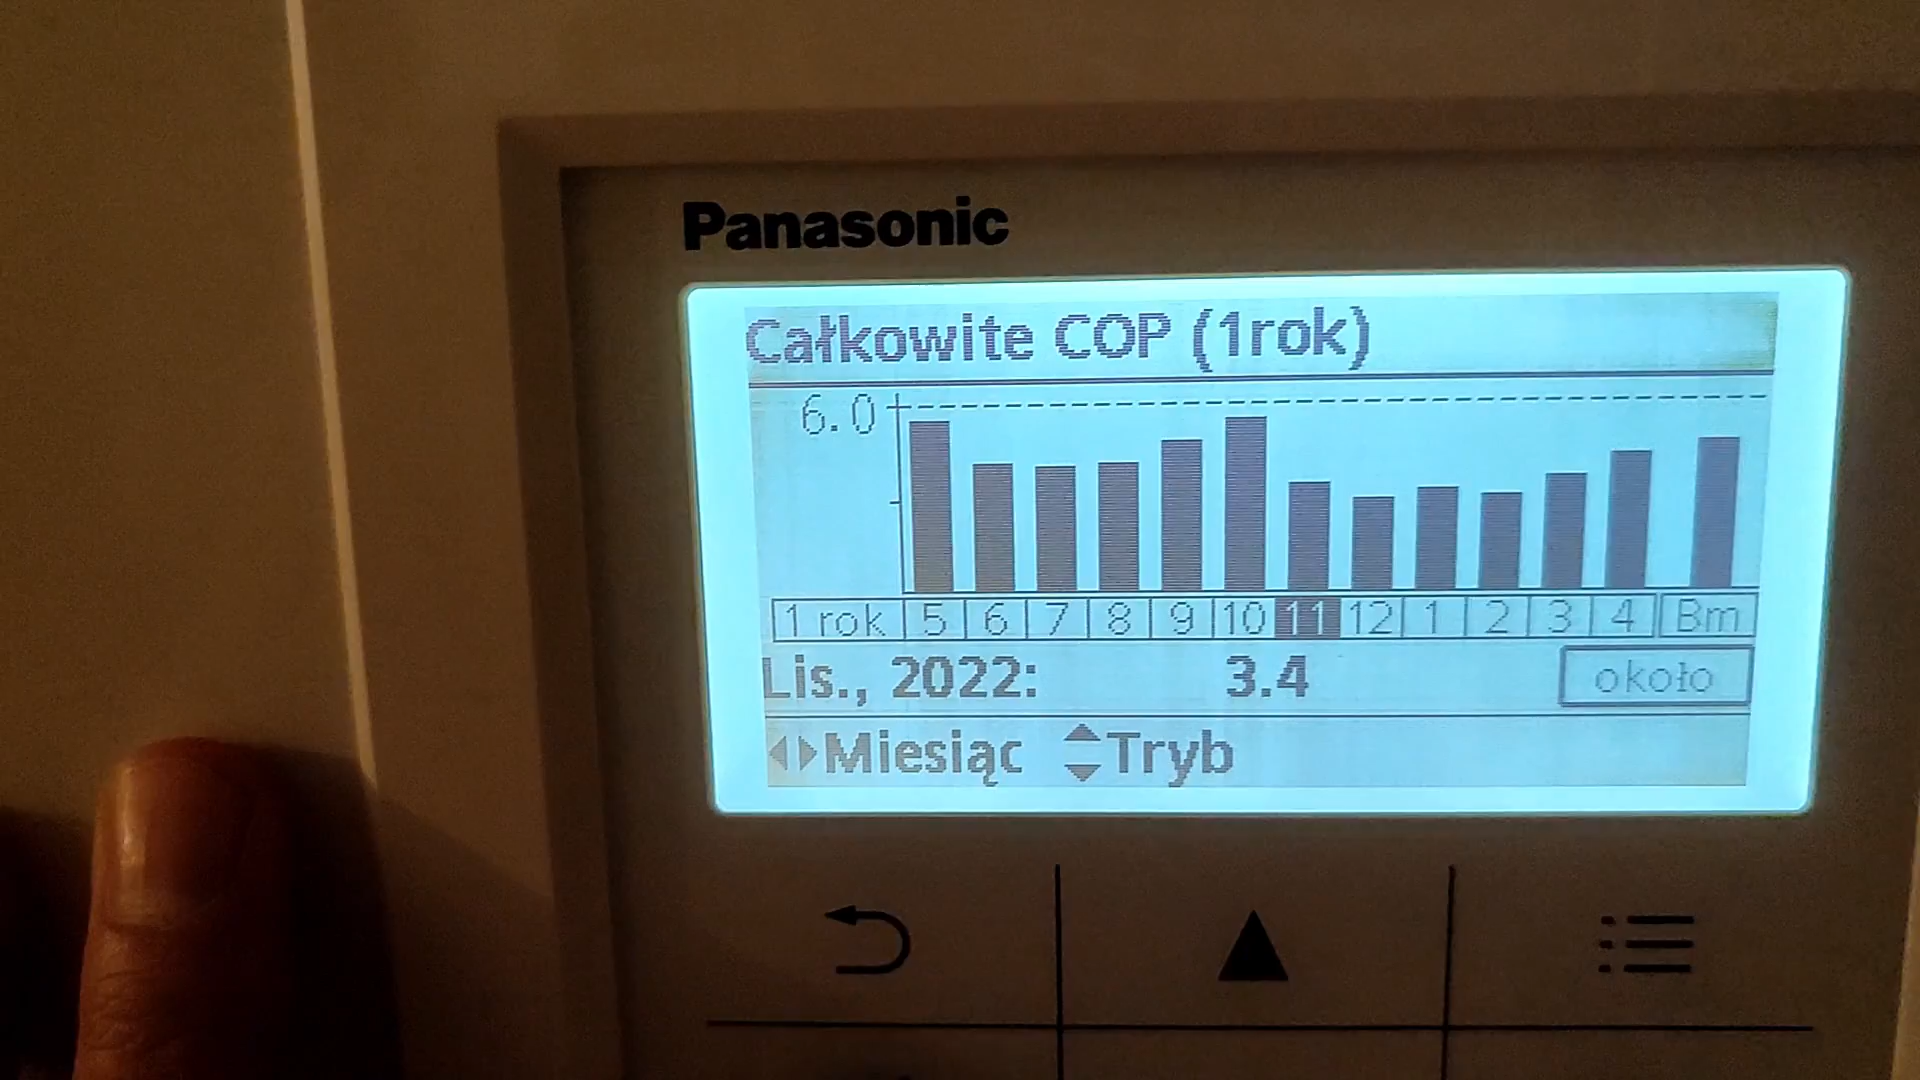 Panasonic
Całkowite COP (1rok)
6.0
1 rok 5 6 7 8 9 10 11 12 1 2 3 4 Bm
Lis., 2022: 3.4 około
Miesiąc Tryb